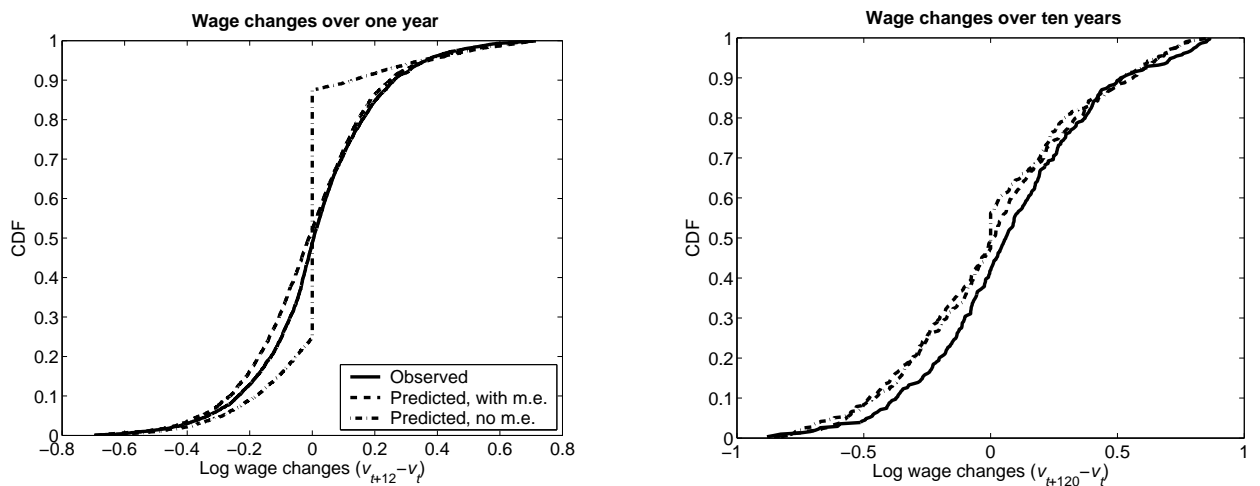 Wage changes over one year
1
0.9
0.8
0.7
0.6
0.5
0.4
0.3
0.2
0.1
0
CDF
−0.8 −0.6 −0.4 −0.2 0 0.2 0.4 0.6 0.8
Log wage changes (v_{t+12}−v_t)
Observed
Predicted, with m.e.
Predicted, no m.e.
Wage changes over ten years
1
0.9
0.8
0.7
0.6
0.5
0.4
0.3
0.2
0.1
0
CDF
−1 −0.5 0 0.5 1
Log wage changes (v_{t+120}−v_t)